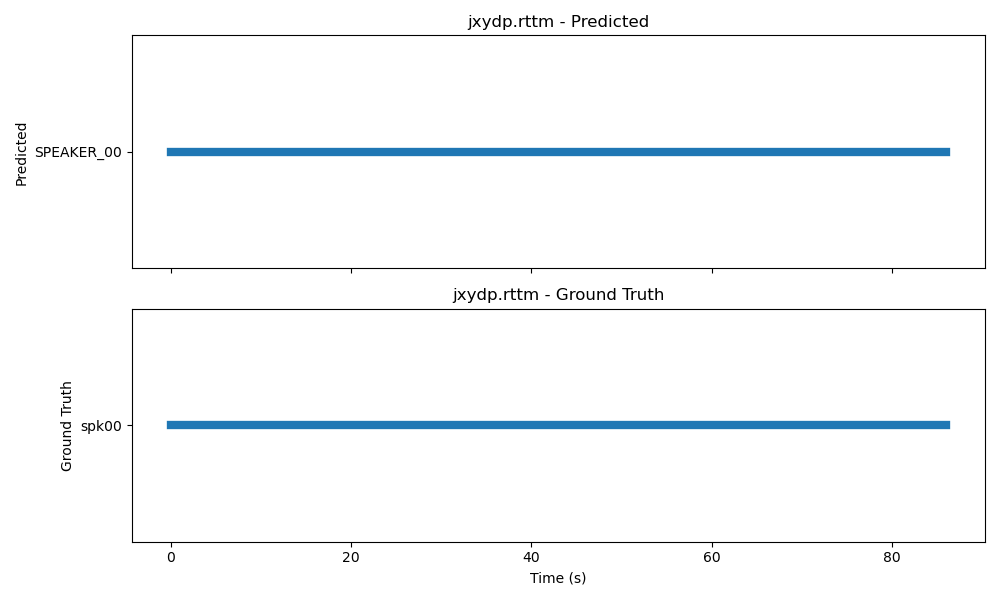 jxydp.rttm - Predicted
Predicted
SPEAKER_00
jxydp.rttm - Ground Truth
Ground Truth
spk00
0 20 40 60 80
Time (s)